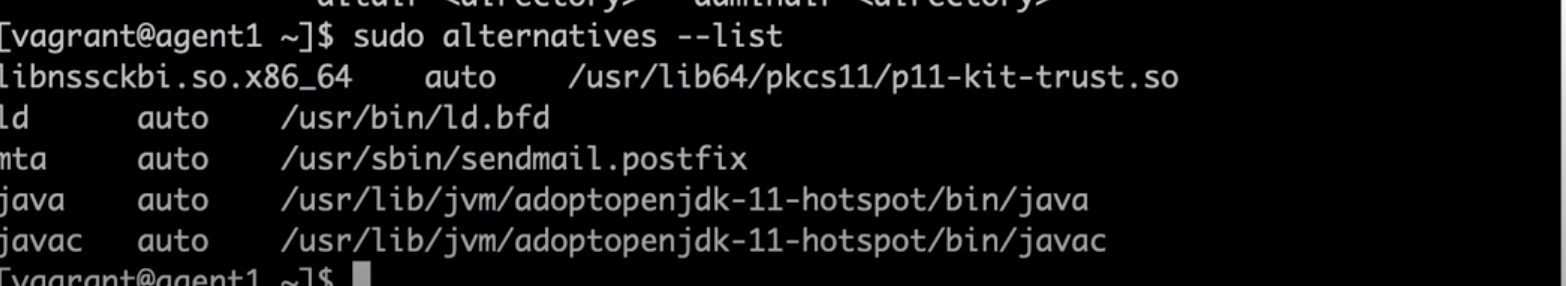 [vagrant@agent1 ~]$ sudo alternatives --list
libnssckbi.so.x86_64 auto /usr/lib64/pkcs11/p11-kit-trust.so
ld auto /usr/bin/ld.bfd
mta auto /usr/sbin/sendmail.postfix
java auto /usr/lib/jvm/adoptopenjdk-11-hotspot/bin/java
javac auto /usr/lib/jvm/adoptopenjdk-11-hotspot/bin/javac
[vagrant@agent1 ~]$